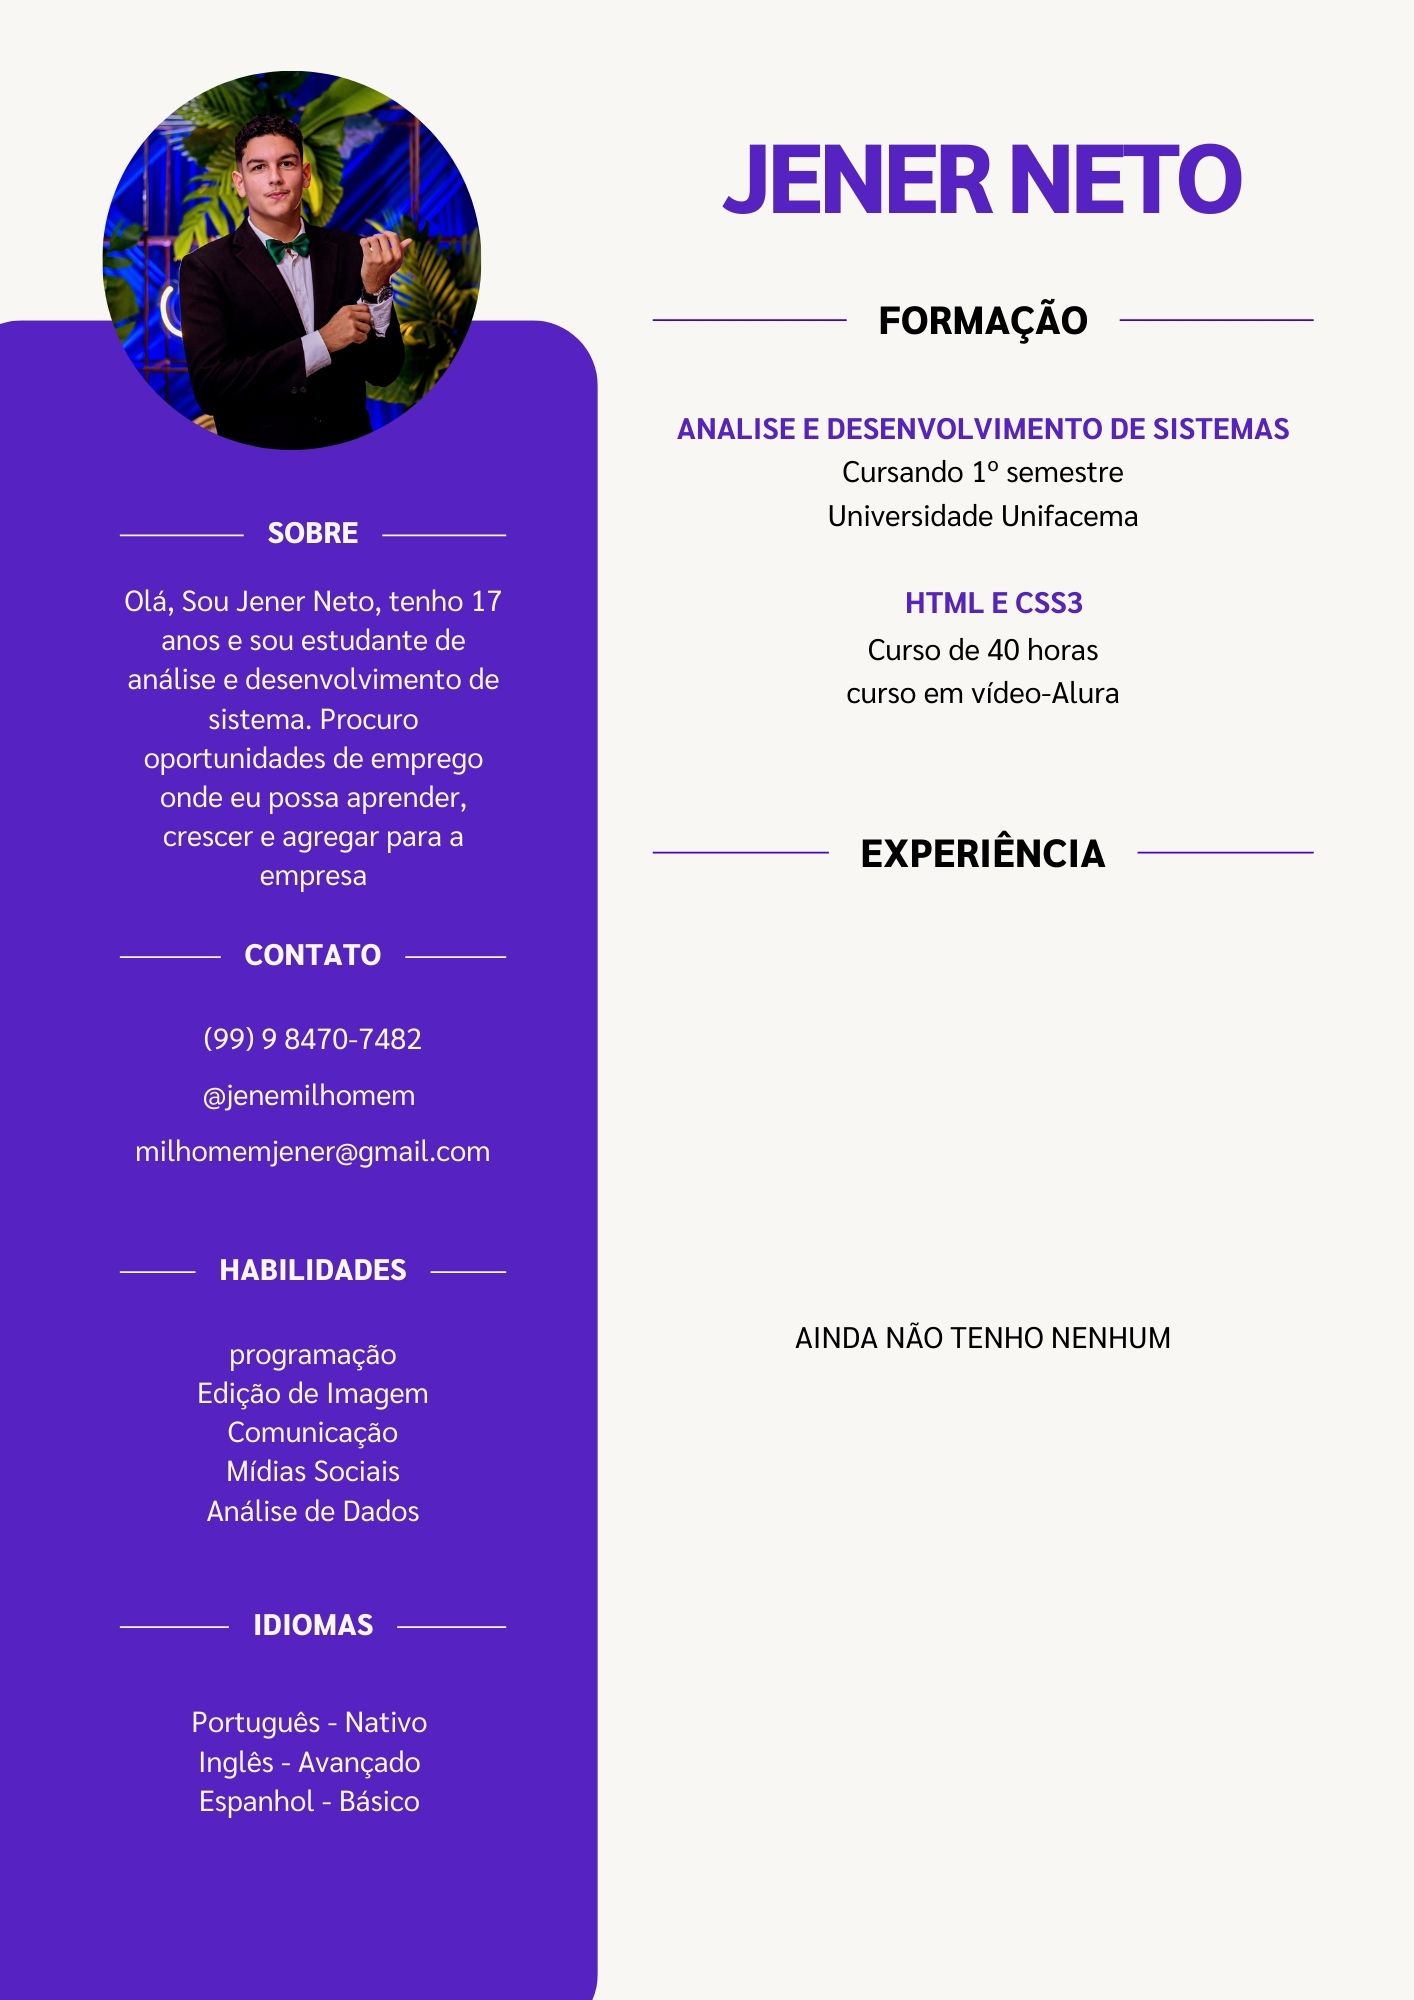 JENER NETO
FORMAÇÃO
ANALISE E DESENVOLVIMENTO DE SISTEMAS
Cursando 1º semestre
Universidade Unifacema
HTML E CSS3
Curso de 40 horas
curso em vídeo-Alura
EXPERIÊNCIA
AINDA NÃO TENHO NENHUM
SOBRE
Olá, Sou Jener Neto, tenho 17
anos e sou estudante de
análise e desenvolvimento de
sistema. Procuro
oportunidades de emprego
onde eu possa aprender,
crescer e agregar para a
empresa
CONTATO
(99) 9 8470-7482
@jenemilhomem
milhomemjener@gmail.com
HABILIDADES
programação
Edição de Imagem
Comunicação
Mídias Sociais
Análise de Dados
IDIOMAS
Português - Nativo
Inglês - Avançado
Espanhol - Básico